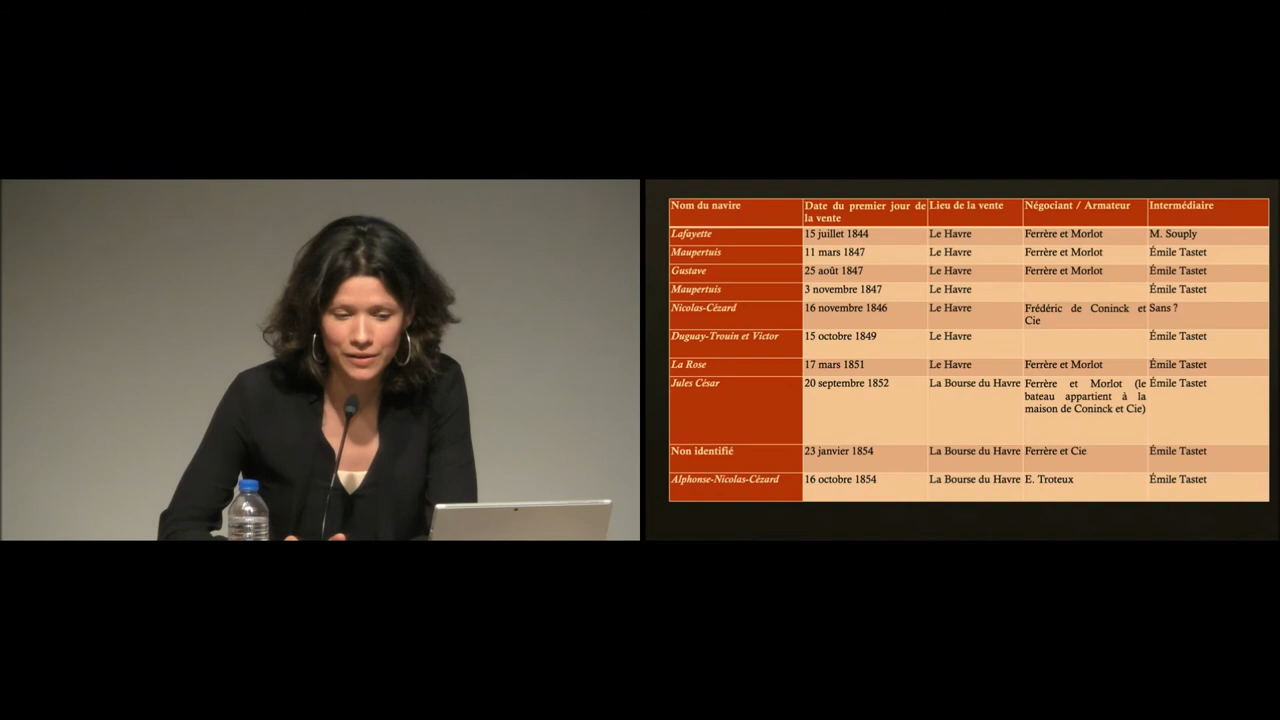 Nom du navire Date du premier jour de la vente Lieu de la vente Négociant / Armateur Intermédiaire
Lafayette 15 juillet 1844 Le Havre Ferrère et Morlot M. Souply
Maupertuis 11 mars 1847 Le Havre Ferrère et Morlot Émile Tastet
Gustave 25 août 1847 Le Havre Ferrère et Morlot Émile Tastet
Maupertuis 3 novembre 1847 Le Havre Émile Tastet
Nicolas-Cézard 16 novembre 1846 Le Havre Frédéric de Coninck et Cie Sans ?
Duguay-Trouin et Victor 15 octobre 1849 Le Havre Émile Tastet
La Rose 17 mars 1851 Le Havre Ferrère et Morlot Émile Tastet
Jules César 20 septembre 1852 La Bourse du Havre Ferrère et Morlot (le bateau appartient à la maison de Coninck et Cie) Émile Tastet
Non identifié 23 janvier 1854 La Bourse du Havre Ferrère et Cie Émile Tastet
Alphonse-Nicolas-Cézard 16 octobre 1854 La Bourse du Havre E. Troteux Émile Tastet